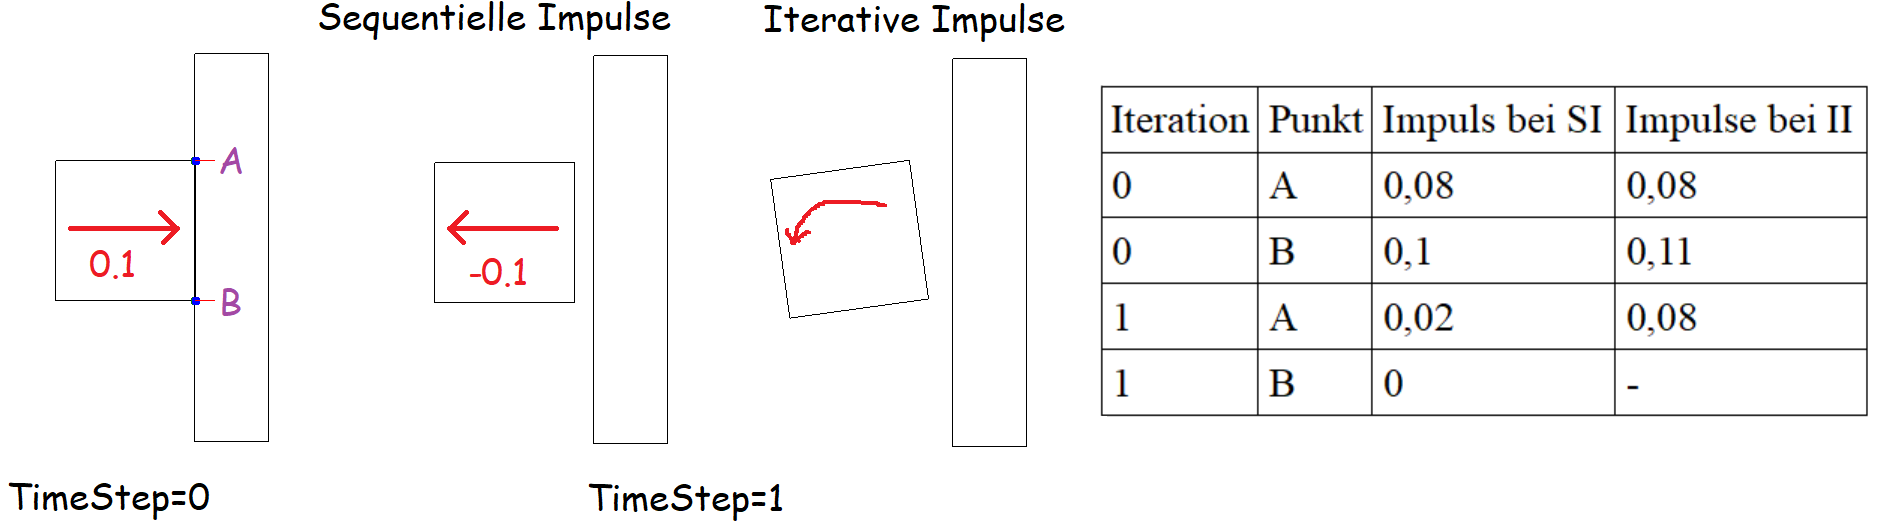 Sequentielle Impulse
Iterative Impulse
A
0.1
B
-0.1
TimeStep=0
TimeStep=1
Iteration Punkt Impuls bei SI Impulse bei II
0 A 0,08 0,08
0 B 0,1 0,11
1 A 0,02 0,08
1 B 0 -